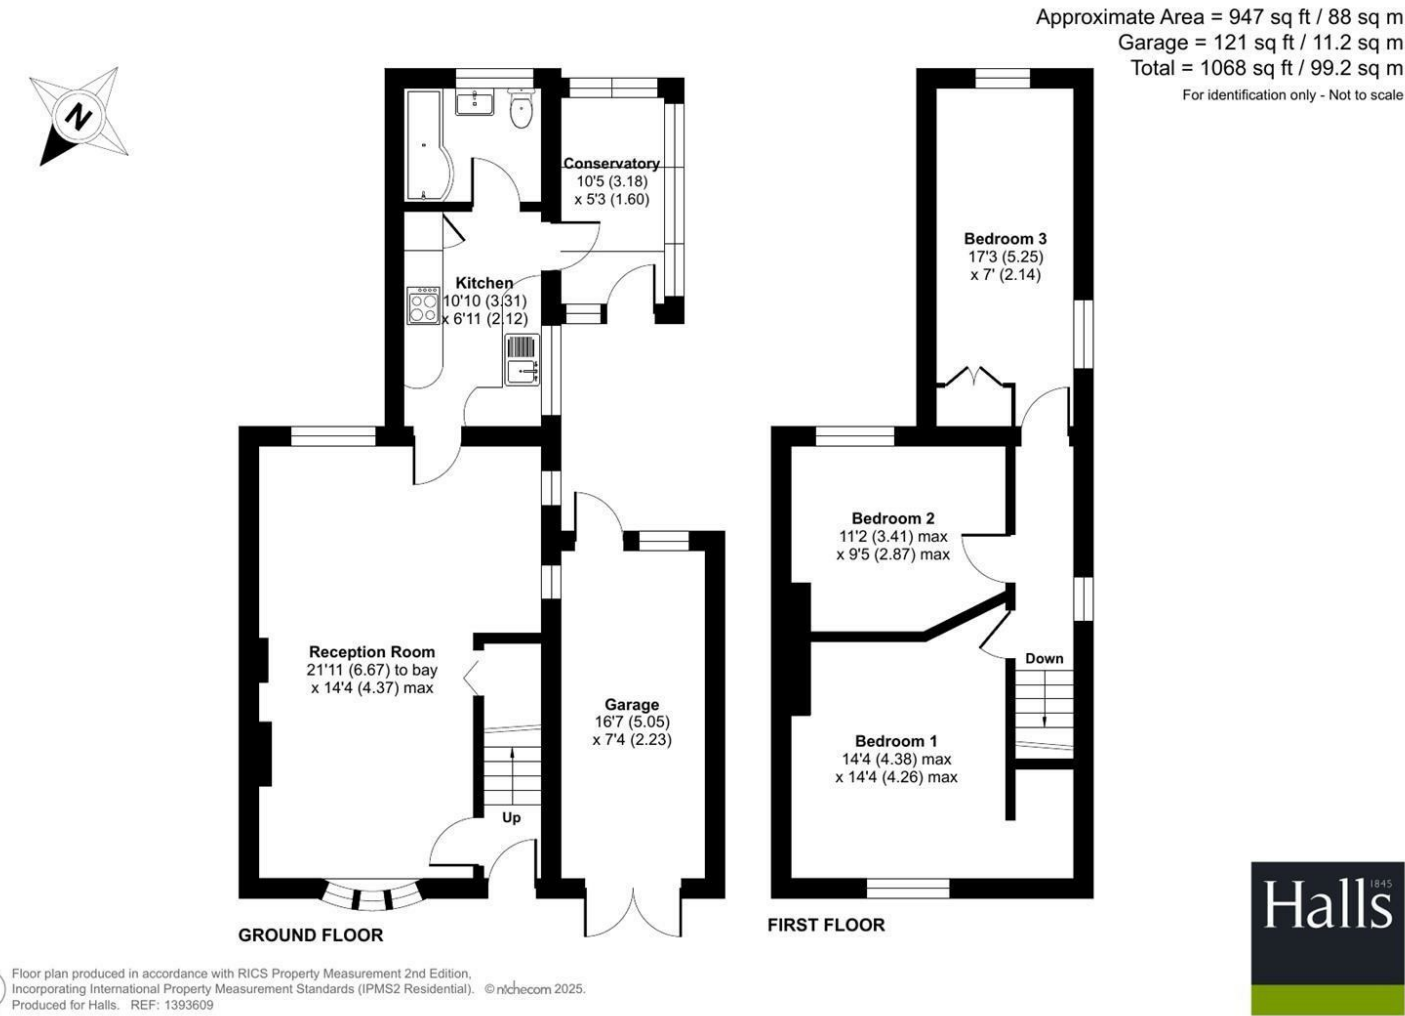 Approximate Area = 947 sq ft / 88 sq m
Garage = 121 sq ft / 11.2 sq m
Total = 1068 sq ft / 99.2 sq m
For identification only - Not to scale
N
Conservatory
10'5 (3.18)
x 5'3 (1.60)
Kitchen
10'10 (3.31)
x 6'11 (2.12)
Reception Room
21'11 (6.67) to bay
x 14'4 (4.37) max
Garage
16'7 (5.05)
x 7'4 (2.23)
Up
GROUND FLOOR
Bedroom 3
17'3 (5.25)
x 7' (2.14)
Bedroom 2
11'2 (3.41) max
x 9'5 (2.87) max
Down
Bedroom 1
14'4 (4.38) max
x 14'4 (4.26) max
FIRST FLOOR
Halls 1845
Floor plan produced in accordance with RICS Property Measurement 2nd Edition,
Incorporating International Property Measurement Standards (IPMS2 Residential). © nichecom 2025.
Produced for Halls. REF: 1393609